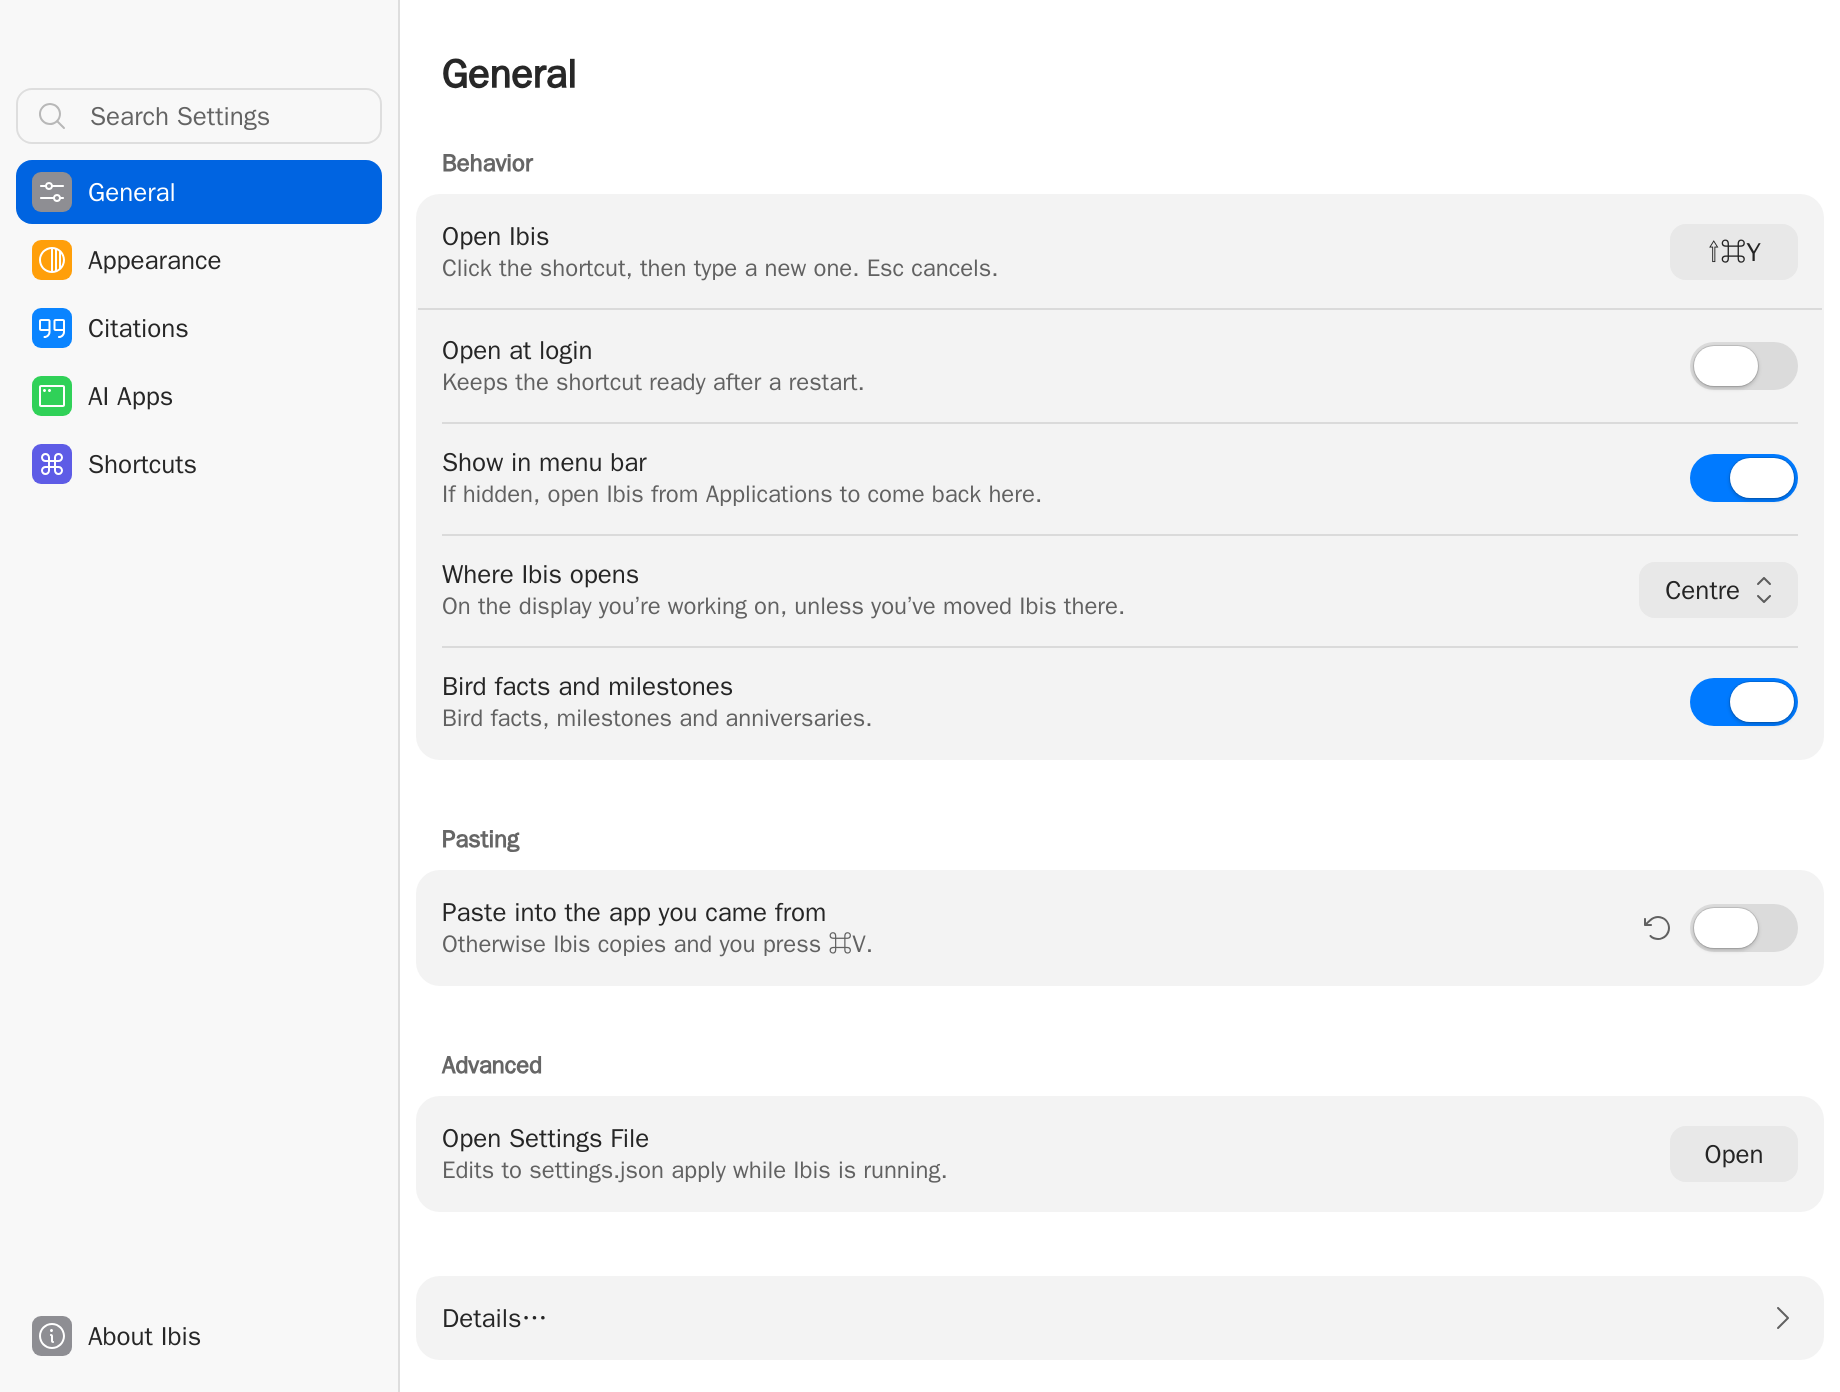 Search Settings
General
Appearance
Citations
AI Apps
Shortcuts
About Ibis
General
Behavior
Open Ibis
Click the shortcut, then type a new one. Esc cancels.
⇧⌘Y
Open at login
Keeps the shortcut ready after a restart.
Show in menu bar
If hidden, open Ibis from Applications to come back here.
Where Ibis opens
On the display you’re working on, unless you’ve moved Ibis there.
Centre
Bird facts and milestones
Bird facts, milestones and anniversaries.
Pasting
Paste into the app you came from
Otherwise Ibis copies and you press ⌘V.
Advanced
Open Settings File
Edits to settings.json apply while Ibis is running.
Open
Details…